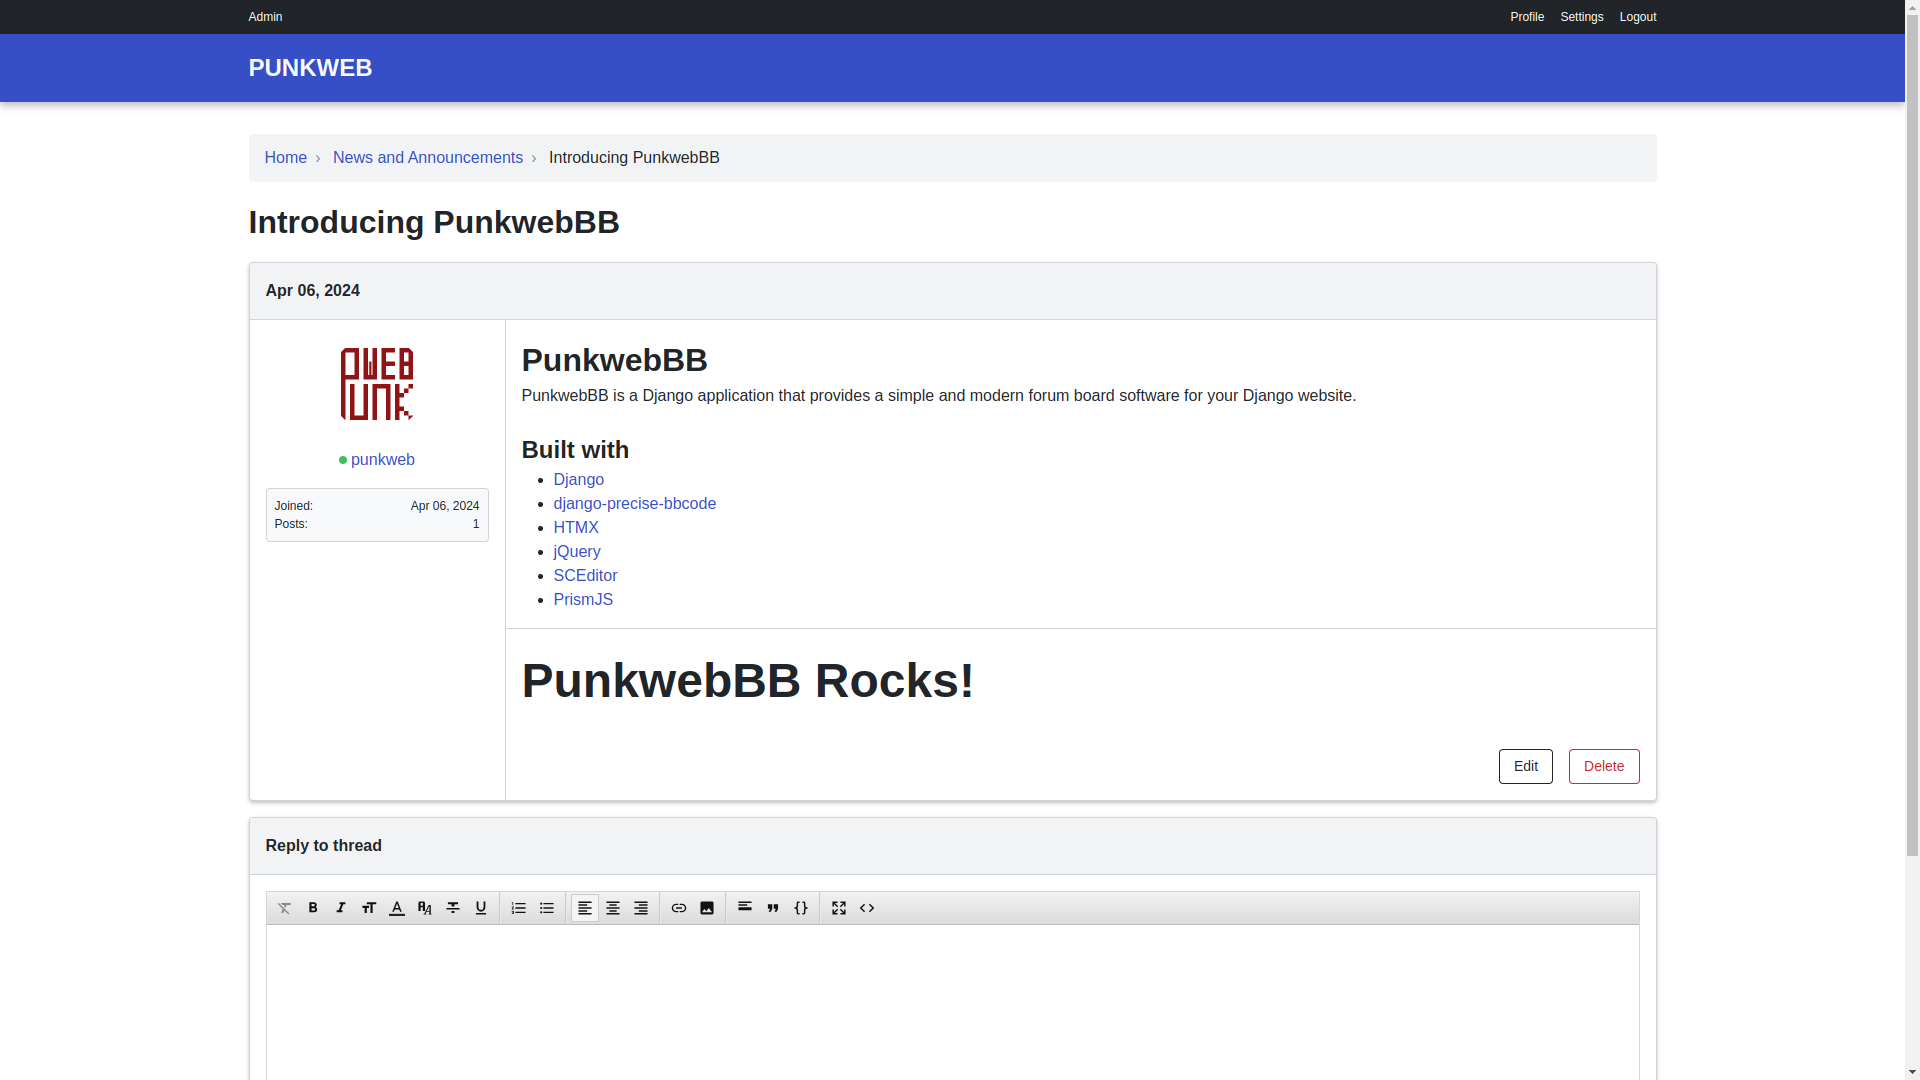 Admin
Profile Settings Logout
PUNKWEB
Home › News and Announcements › Introducing PunkwebBB
Introducing PunkwebBB
Apr 06, 2024
PWEB
PUNK
punkweb
Joined: Apr 06, 2024
Posts: 1
PunkwebBB
PunkwebBB is a Django application that provides a simple and modern forum board software for your Django website.
Built with
Django
django-precise-bbcode
HTMX
jQuery
SCEditor
PrismJS
PunkwebBB Rocks!
Edit Delete
Reply to thread